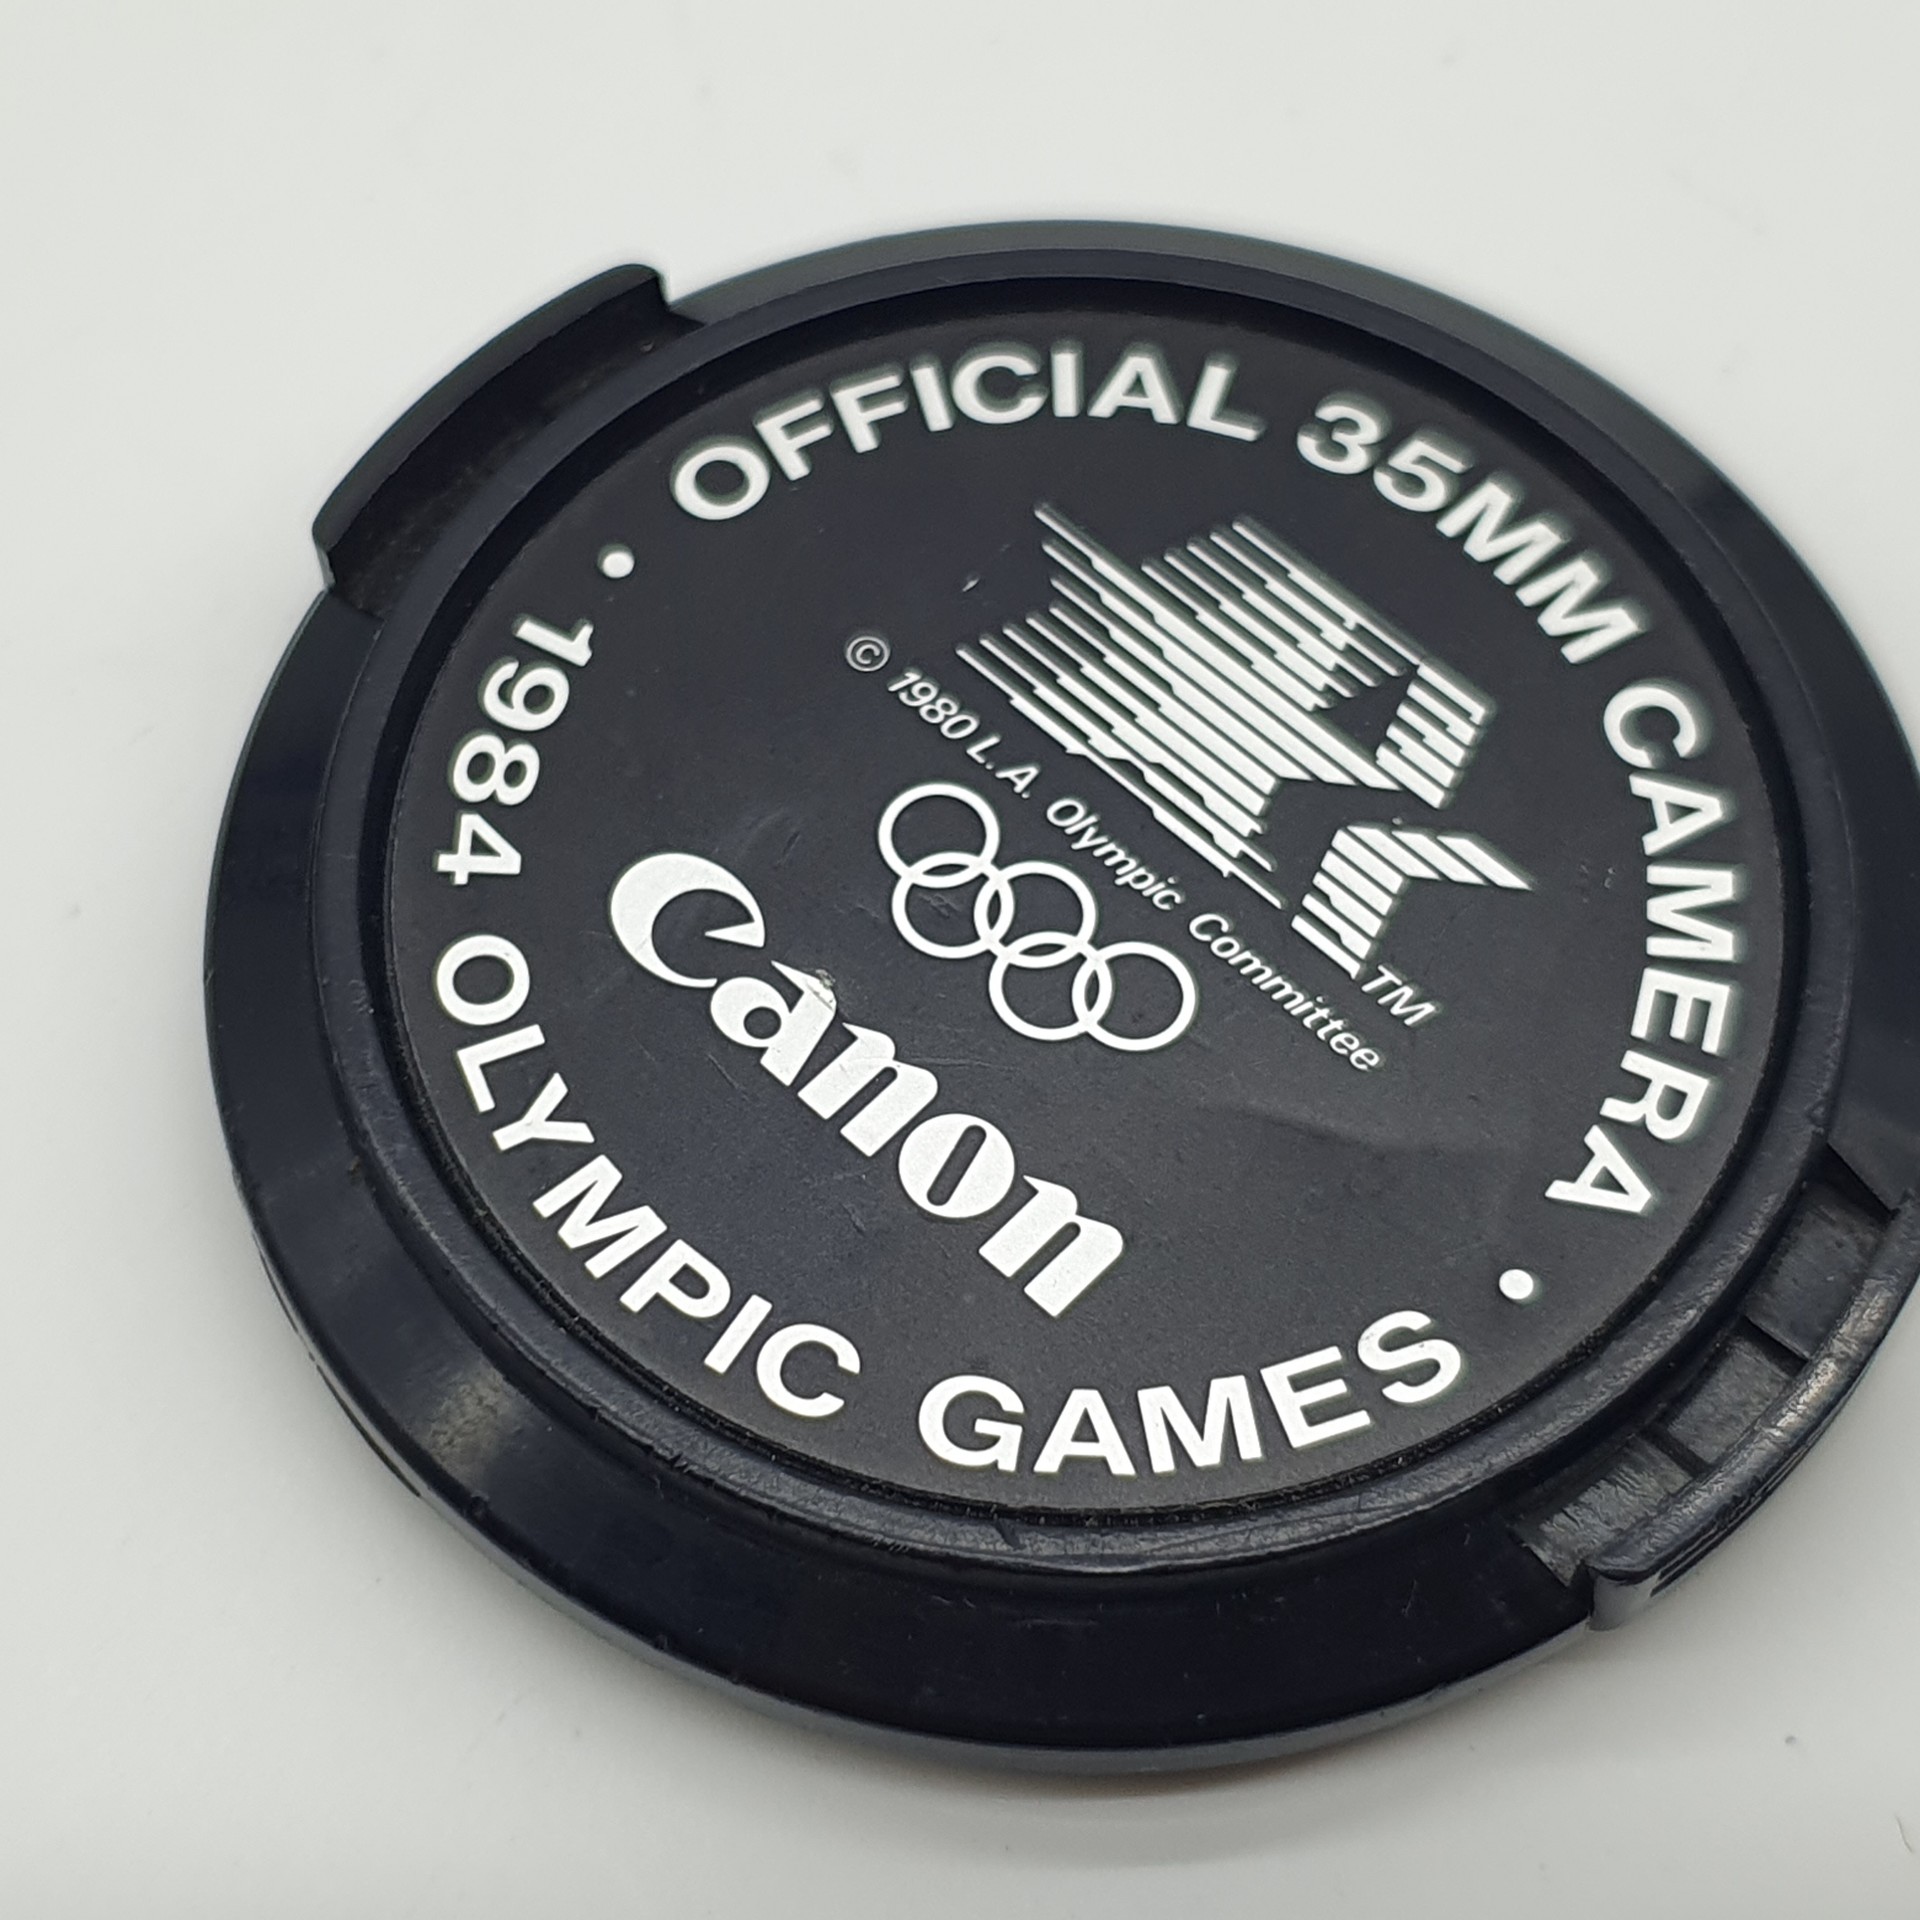 • OFFICIAL 35MM CAMERA •
TM
© 1980 L.A. Olympic Committee
Canon
1984 OLYMPIC GAMES